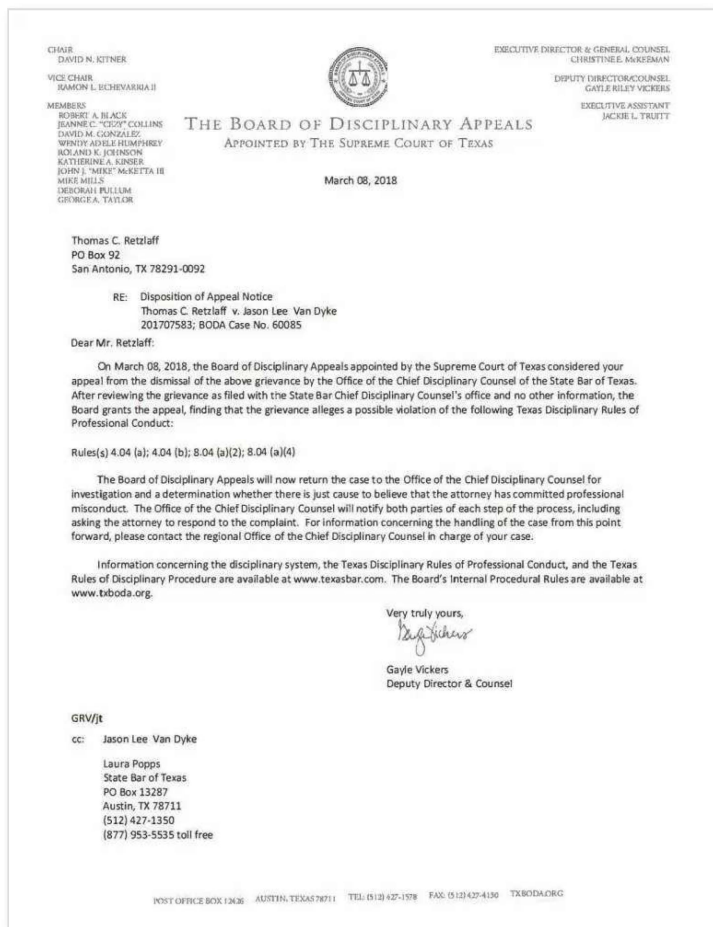 CHAIR
DAVID N. KITNER
VICE CHAIR
RAMON L. ECHEVARRIA II
MEMBERS
ROBERT A. BLACK
JEANNE C. "CEZY" COLLINS
DAVID M. GONZÁLEZ
WENDY ADELE HUMPHREY
ROLAND K. JOHNSON
KATHERINE A. KINSER
JOHN J. "MIKE" McKETTA III
MIKE MILLS
DEBORAH PULLUM
GEORGE A. TAYLOR
EXECUTIVE DIRECTOR & GENERAL COUNSEL
CHRISTINE E. McKEEMAN
DEPUTY DIRECTOR/COUNSEL
GAYLE RILEY VICKERS
EXECUTIVE ASSISTANT
JACKIE L. TRUITT
THE BOARD OF DISCIPLINARY APPEALS
APPOINTED BY THE SUPREME COURT OF TEXAS
March 08, 2018
Thomas C. Retzlaff
PO Box 92
San Antonio, TX 78291-0092
RE: Disposition of Appeal Notice
Thomas C. Retzlaff v. Jason Lee Van Dyke
201707583; BODA Case No. 60085
Dear Mr. Retzlaff:
On March 08, 2018, the Board of Disciplinary Appeals appointed by the Supreme Court of Texas considered your
appeal from the dismissal of the above grievance by the Office of the Chief Disciplinary Counsel of the State Bar of Texas.
After reviewing the grievance as filed with the State Bar Chief Disciplinary Counsel's office and no other information, the
Board grants the appeal, finding that the grievance alleges a possible violation of the following Texas Disciplinary Rules of
Professional Conduct:
Rules(s) 4.04 (a); 4.04 (b); 8.04 (a)(2); 8.04 (a)(4)
The Board of Disciplinary Appeals will now return the case to the Office of the Chief Disciplinary Counsel for
investigation and a determination whether there is just cause to believe that the attorney has committed professional
misconduct. The Office of the Chief Disciplinary Counsel will notify both parties of each step of the process, including
asking the attorney to respond to the complaint. For information concerning the handling of the case from this point
forward, please contact the regional Office of the Chief Disciplinary Counsel in charge of your case.
Information concerning the disciplinary system, the Texas Disciplinary Rules of Professional Conduct, and the Texas
Rules of Disciplinary Procedure are available at www.texasbar.com. The Board's Internal Procedural Rules are available at
www.txboda.org.
Very truly yours,
Gayle Vickers
Gayle Vickers
Deputy Director & Counsel
GRV/jt
cc: Jason Lee Van Dyke
Laura Popps
State Bar of Texas
PO Box 13287
Austin, TX 78711
(512) 427-1350
(877) 953-5535 toll free
POST OFFICE BOX 12426 AUSTIN, TEXAS 78711 TEL: (512) 427-1578 FAX: (512) 427-4130 TXBODA.ORG